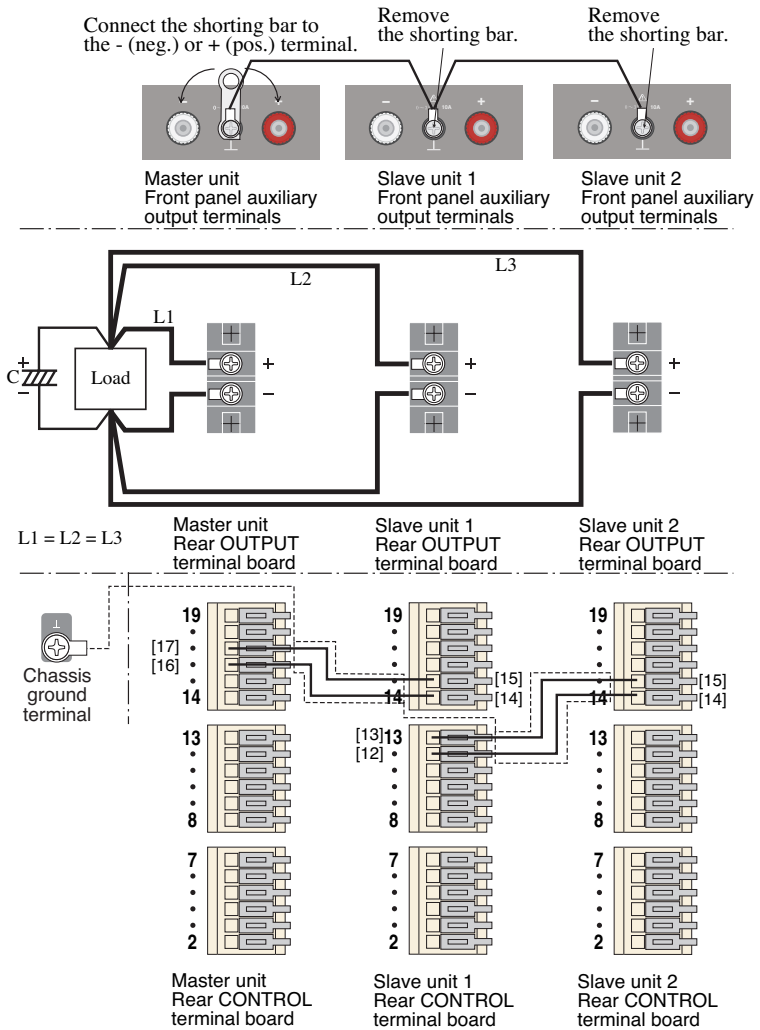 Connect the shorting bar to
the - (neg.) or + (pos.) terminal.
Remove
the shorting bar.
Remove
the shorting bar.
Master unit
Front panel auxiliary
output terminals
Slave unit 1
Front panel auxiliary
output terminals
Slave unit 2
Front panel auxiliary
output terminals
L1
L2
L3
+
C
−
Load
+
−
+
−
+
−
L1 = L2 = L3
Master unit
Rear OUTPUT
terminal board
Slave unit 1
Rear OUTPUT
terminal board
Slave unit 2
Rear OUTPUT
terminal board
Chassis
ground
terminal
19
[17]
[16]
14
13
8
7
2
19
[15]
14 [14]
[13] 13
[12]
8
7
2
19
[15]
14 [14]
13
8
7
2
Master unit
Rear CONTROL
terminal board
Slave unit 1
Rear CONTROL
terminal board
Slave unit 2
Rear CONTROL
terminal board